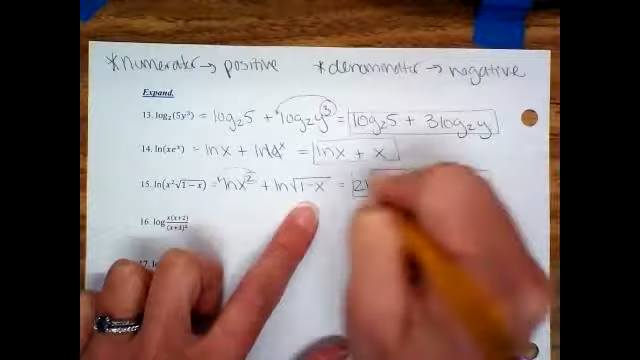 *numerator → positive *denominator → negative
Expand.
13. log₂(5y³) = log₂5 + log₂y³ = log₂5 + 3log₂y
14. ln(xeˣ) = lnx + lneˣ = lnx + x
15. ln(x²√1−x) = lnx² + ln√1-x = 2
16. log x(x+2)/(x+3)²
17.